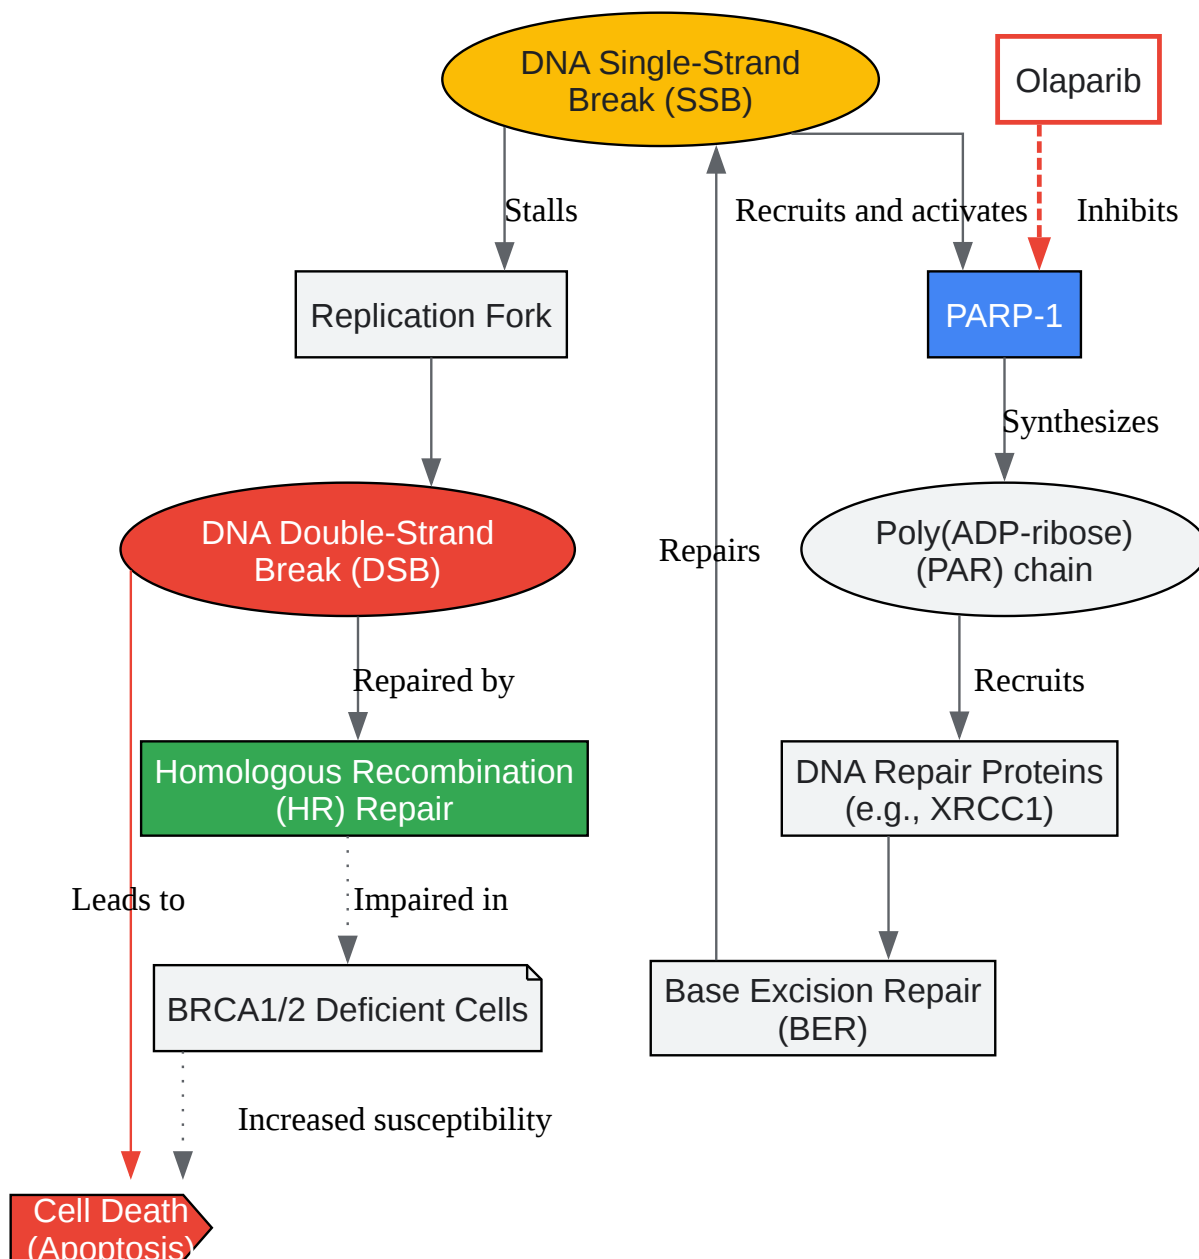 DNA Single-Strand
Break (SSB)
Olaparib
Stalls
Recruits and activates
Inhibits
Replication Fork
PARP-1
Synthesizes
DNA Double-Strand
Break (DSB)
Repairs
Poly(ADP-ribose)
(PAR) chain
Repaired by
Recruits
Homologous Recombination
(HR) Repair
DNA Repair Proteins
(e.g., XRCC1)
Leads to
Impaired in
BRCA1/2 Deficient Cells
Base Excision Repair
(BER)
Increased susceptibility
Cell Death
(Apoptosis)